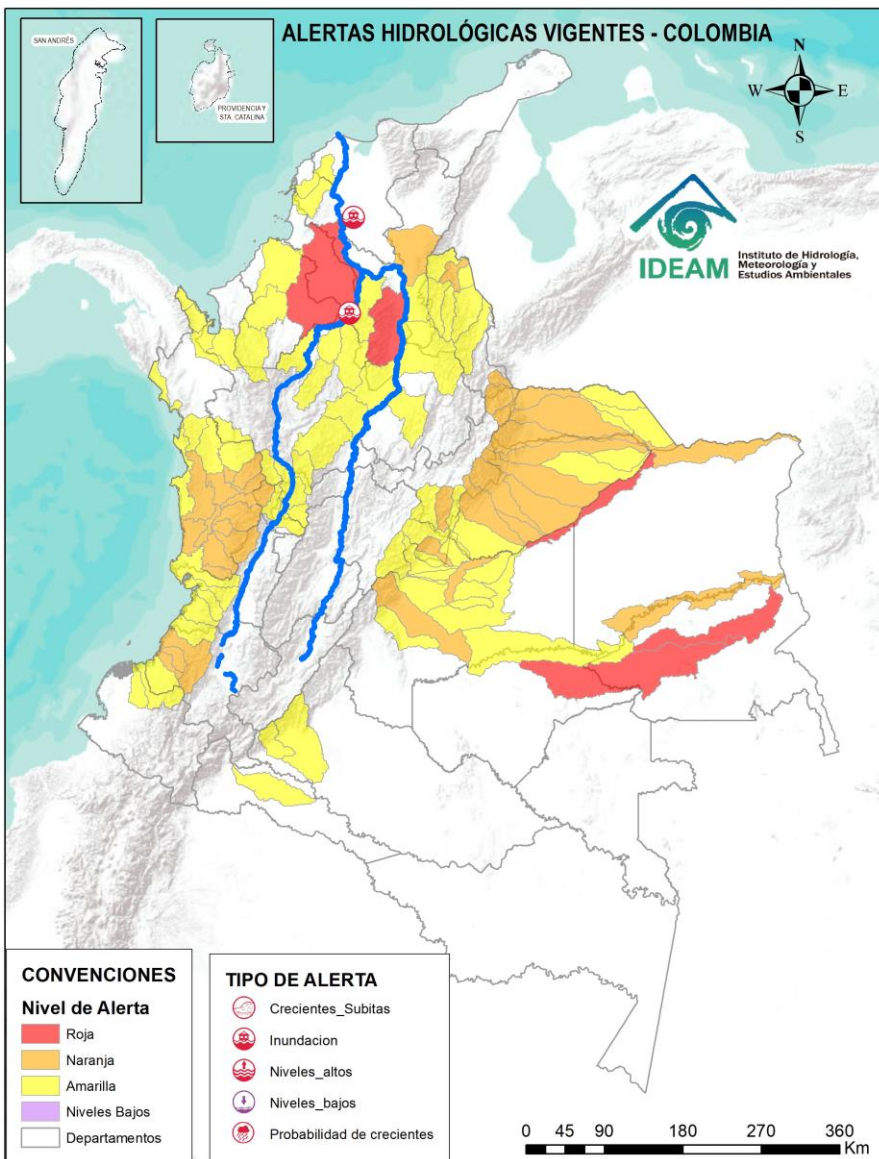 ALERTAS HIDROLÓGICAS VIGENTES - COLOMBIA
SAN ANDRÉS
PROVIDENCIA Y
STA. CATALINA
N
W
E
S
IDEAM
Instituto de Hidrología,
Meteorología y
Estudios Ambientales
CONVENCIONES
Nivel de Alerta
Roja
Naranja
Amarilla
Niveles Bajos
Departamentos
TIPO DE ALERTA
Crecientes_Subitas
Inundacion
Niveles_altos
Niveles_bajos
Probabilidad de crecientes
0 45 90 180 270 360
Km